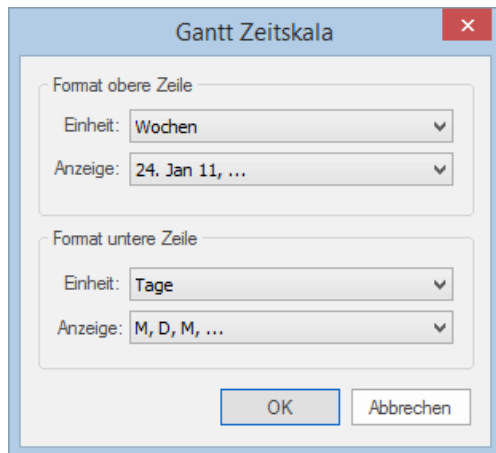 Gantt Zeitskala
Format obere Zeile
Einheit: Wochen
Anzeige: 24. Jan 11, ...
Format untere Zeile
Einheit: Tage
Anzeige: M, D, M, ...
OK Abbrechen